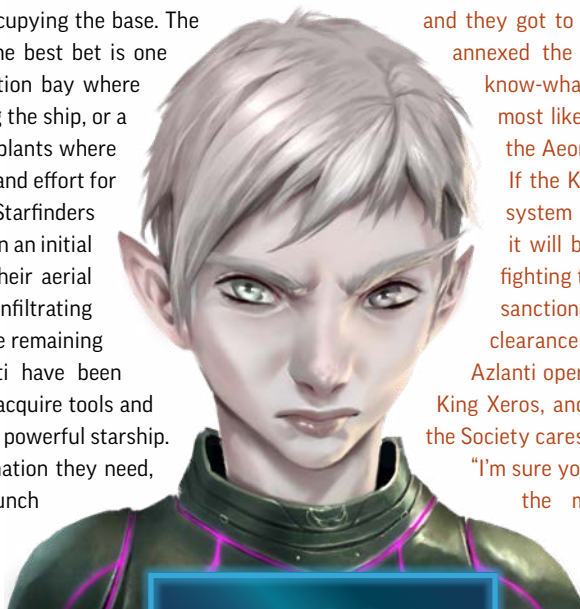 cupying the base. The
he best bet is one
tion bay where
g the ship, or a
plants where
and effort for
Starfinders
n an initial
heir aerial
nfiltrating
e remaining
ti have been
acquire tools and
powerful starship.
mation they need,
unch
and they got to
annexed the
know-wha
most like
the Aeon
If the K
system
it will b
fighting t
sanction
clearance
Azlanti oper
King Xeros, and
the Society cares
“I’m sure yo
the m